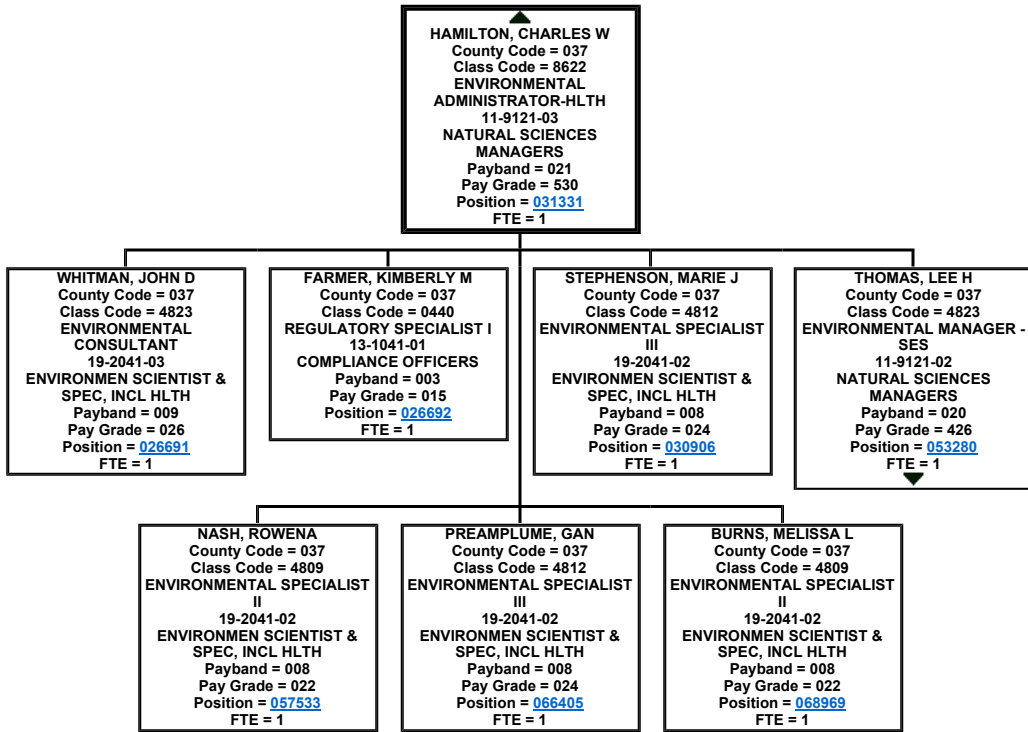 HAMILTON, CHARLES W
County Code = 037
Class Code = 8622
ENVIRONMENTAL
ADMINISTRATOR-HLTH
11-9121-03
NATURAL SCIENCES
MANAGERS
Payband = 021
Pay Grade = 530
Position = 031331
FTE = 1
WHITMAN, JOHN D
County Code = 037
Class Code = 4823
ENVIRONMENTAL
CONSULTANT
19-2041-03
ENVIRONMEN SCIENTIST &
SPEC, INCL HLTH
Payband = 009
Pay Grade = 026
Position = 026691
FTE = 1
FARMER, KIMBERLY M
County Code = 037
Class Code = 0440
REGULATORY SPECIALIST I
13-1041-01
COMPLIANCE OFFICERS
Payband = 003
Pay Grade = 015
Position = 026692
FTE = 1
STEPHENSON, MARIE J
County Code = 037
Class Code = 4812
ENVIRONMENTAL SPECIALIST
III
19-2041-02
ENVIRONMEN SCIENTIST &
SPEC, INCL HLTH
Payband = 008
Pay Grade = 024
Position = 030906
FTE = 1
THOMAS, LEE H
County Code = 037
Class Code = 4823
ENVIRONMENTAL MANAGER -
SES
11-9121-02
NATURAL SCIENCES
MANAGERS
Payband = 020
Pay Grade = 426
Position = 053280
FTE = 1
NASH, ROWENA
County Code = 037
Class Code = 4809
ENVIRONMENTAL SPECIALIST
II
19-2041-02
ENVIRONMEN SCIENTIST &
SPEC, INCL HLTH
Payband = 008
Pay Grade = 022
Position = 057533
FTE = 1
PREAMPLUME, GAN
County Code = 037
Class Code = 4812
ENVIRONMENTAL SPECIALIST
III
19-2041-02
ENVIRONMEN SCIENTIST &
SPEC, INCL HLTH
Payband = 008
Pay Grade = 024
Position = 066405
FTE = 1
BURNS, MELISSA L
County Code = 037
Class Code = 4809
ENVIRONMENTAL SPECIALIST
II
19-2041-02
ENVIRONMEN SCIENTIST &
SPEC, INCL HLTH
Payband = 008
Pay Grade = 022
Position = 068969
FTE = 1